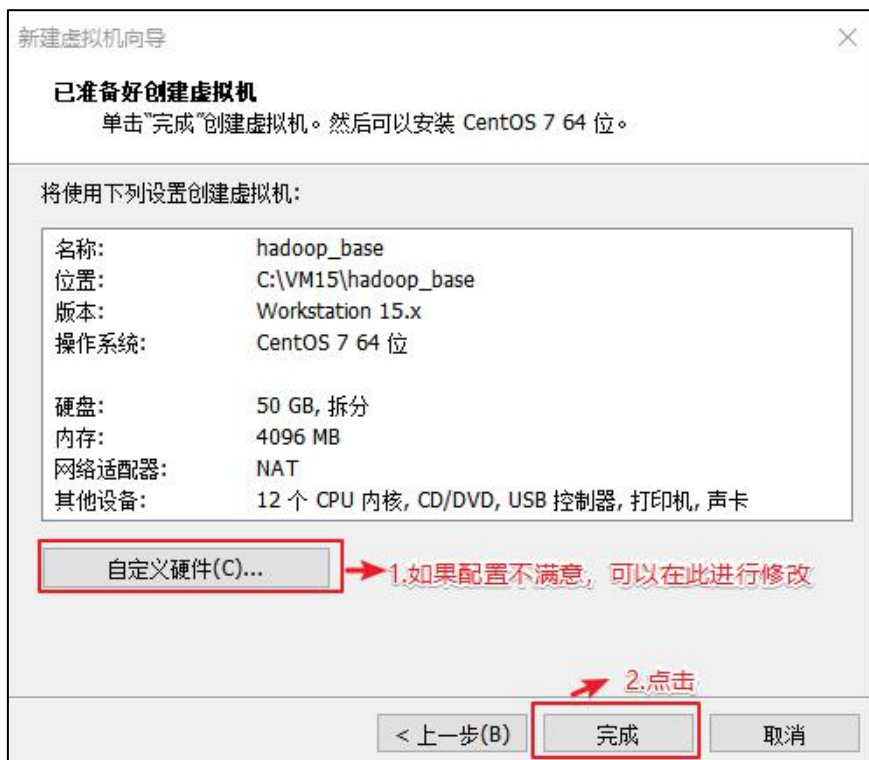 新建虚拟机向导
已准备好创建虚拟机
单击“完成”创建虚拟机。然后可以安装 CentOS 7 64 位。
将使用下列设置创建虚拟机:
名称: hadoop_base
位置: C:\VM15\hadoop_base
版本: Workstation 15.x
操作系统: CentOS 7 64 位
硬盘: 50 GB, 拆分
内存: 4096 MB
网络适配器: NAT
其他设备: 12 个 CPU 内核, CD/DVD, USB 控制器, 打印机, 声卡
自定义硬件(C)... 1.如果配置不满意，可以在此进行修改
2.点击
< 上一步(B) 完成 取消